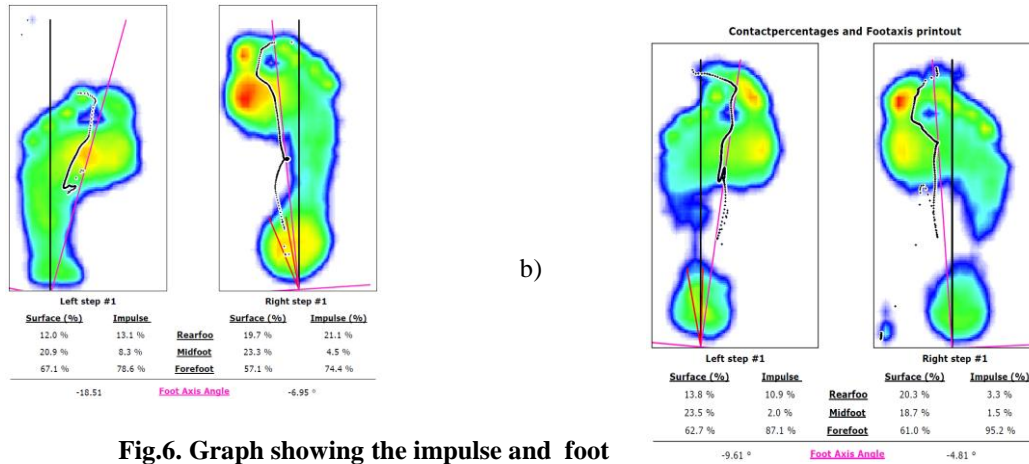 Contactpercentages and Footaxis printout
Left step #1 Right step #1
Surface (%) Impulse Surface (%) Impulse (%)
12.0 % 13.1 % Rearfoo 19.7 % 21.1 %
20.9 % 8.3 % Midfoot 23.3 % 4.5 %
67.1 % 78.6 % Forefoot 57.1 % 74.4 %
-18.51 Foot Axis Angle -6.95 °
b)
Left step #1 Right step #1
Surface (%) Impulse Surface (%) Impulse (%)
13.8 % 10.9 % Rearfoo 20.3 % 3.3 %
23.5 % 2.0 % Midfoot 18.7 % 1.5 %
62.7 % 87.1 % Forefoot 61.0 % 95.2 %
-9.61 ° Foot Axis Angle -4.81 °
Fig.6. Graph showing the impulse and foot